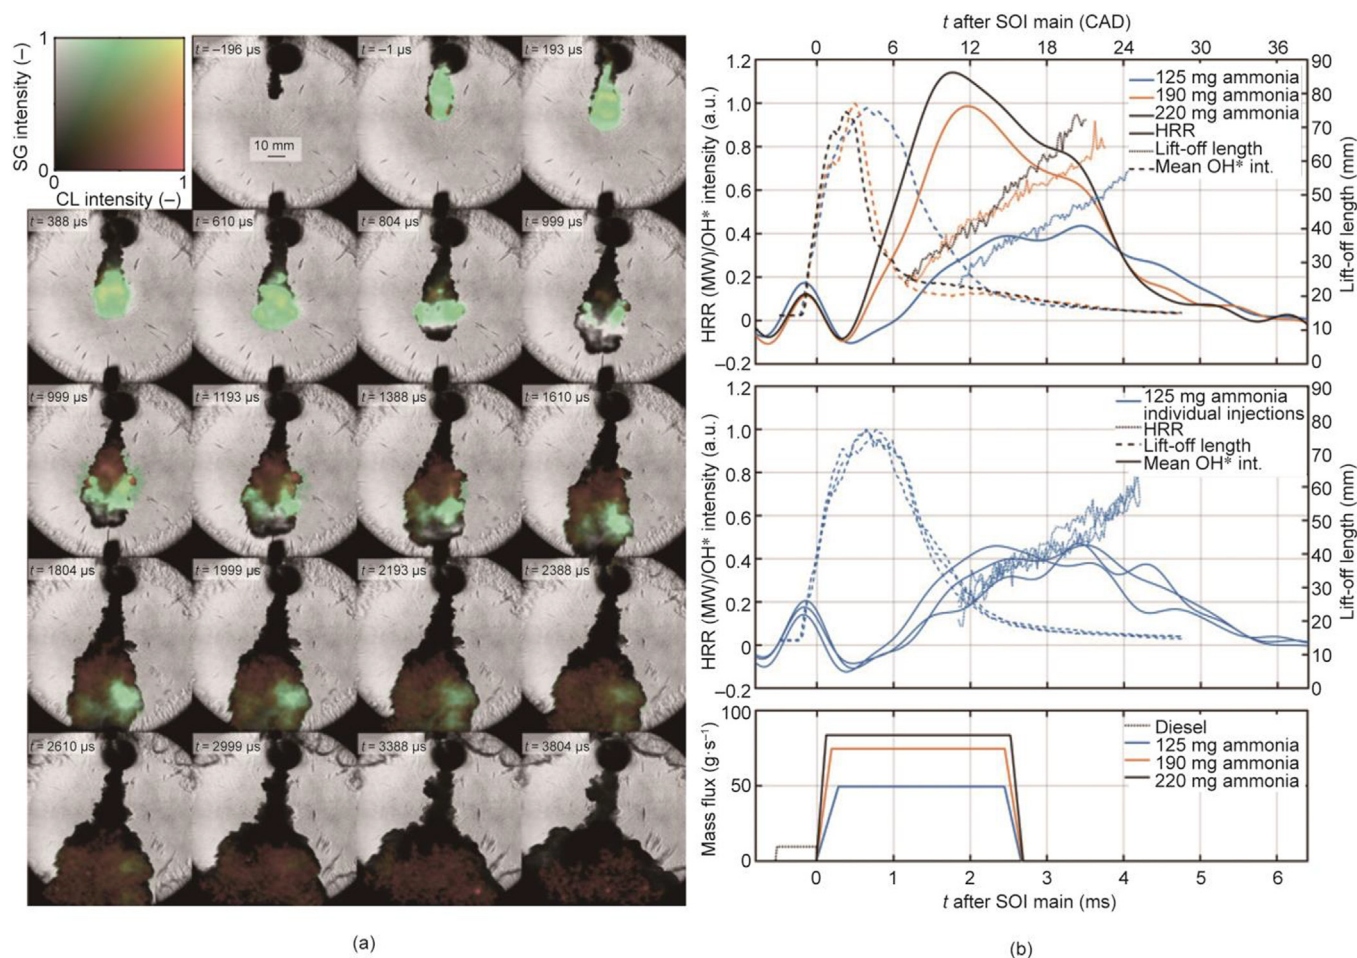 1
SG intensity (–)
0
0
1
CL intensity (–)
t = –196 µs
t = –1 µs
t = 193 µs
10 mm
t = 388 µs
t = 610 µs
t = 804 µs
t = 999 µs
t = 999 µs
t = 1193 µs
t = 1388 µs
t = 1610 µs
t = 1804 µs
t = 1999 µs
t = 2193 µs
t = 2388 µs
t = 2610 µs
t = 2999 µs
t = 3388 µs
t = 3804 µs
(a)
t after SOI main (CAD)
0 6 12 18 24 30 36
HRR (MW)/OH* intensity (a.u.)
1.2
1.0
0.8
0.6
0.4
0.2
0
–0.2
125 mg ammonia
190 mg ammonia
220 mg ammonia
HRR
Lift-off length
Mean OH* int.
90
80
70
60
50
40
30
20
10
0
Lift-off length (mm)
HRR (MW)/OH* intensity (a.u.)
1.2
1.0
0.8
0.6
0.4
0.2
0
–0.2
125 mg ammonia
individual injections
HRR
Lift-off length
Mean OH* int.
90
80
70
60
50
40
30
20
10
0
Lift-off length (mm)
Mass flux (g·s⁻¹)
100
50
0
Diesel
125 mg ammonia
190 mg ammonia
220 mg ammonia
0 1 2 3 4 5 6
t after SOI main (ms)
(b)